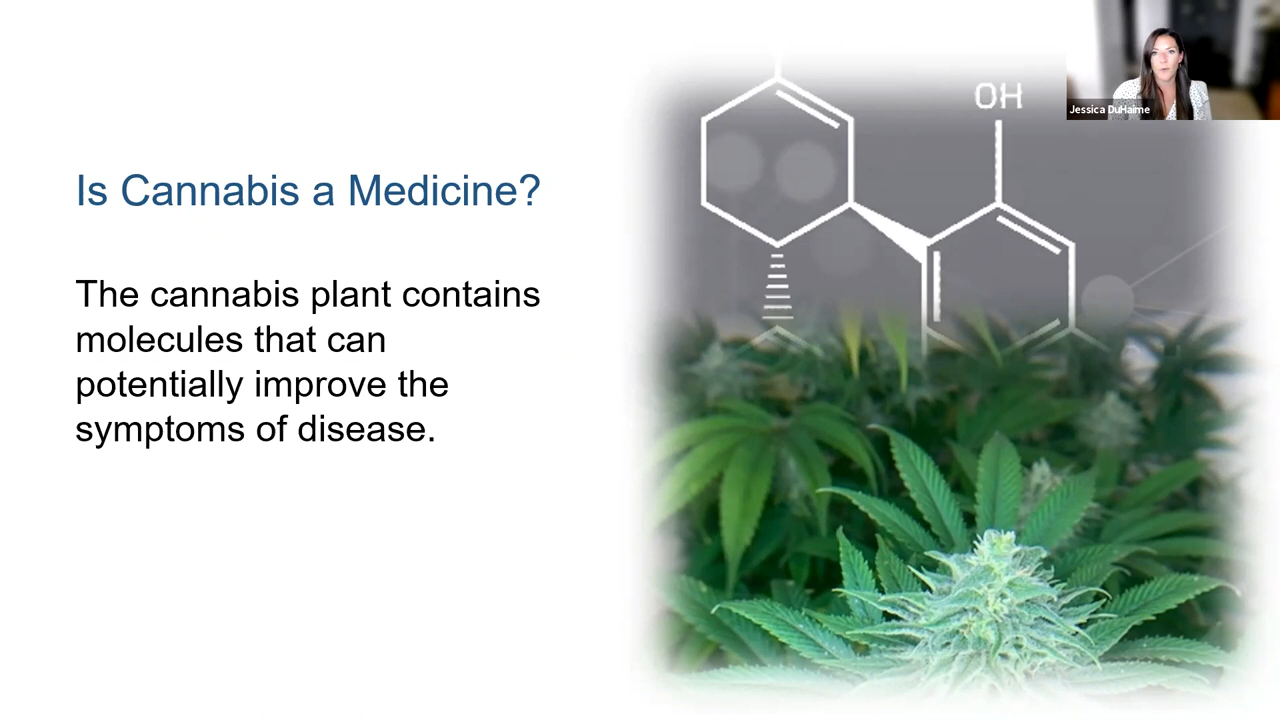 Is Cannabis a Medicine?
The cannabis plant contains
molecules that can
potentially improve the
symptoms of disease.
OH
Jessica DuHaime